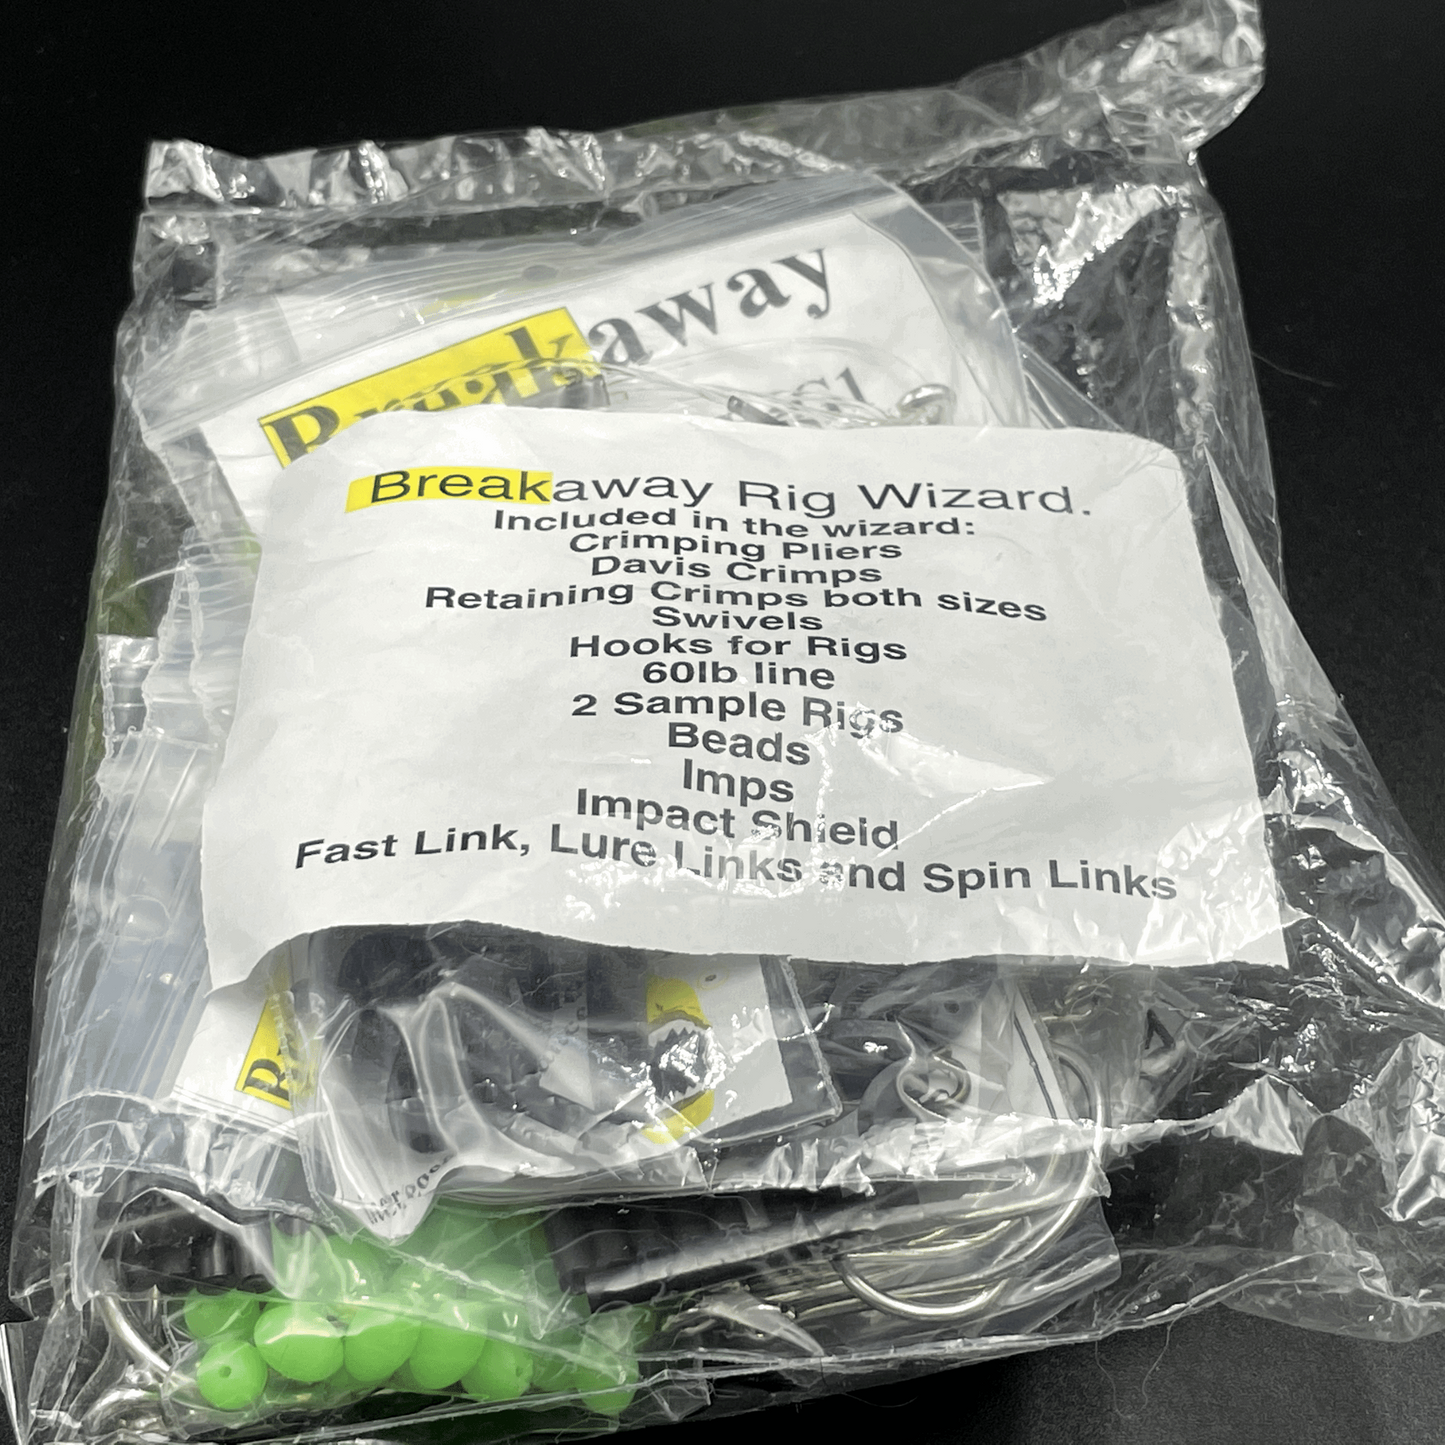 Breakaway
Breakaway Rig Wizard.
Included in the wizard:
Crimping Pliers
Davis Crimps
Retaining Crimps both sizes
Swivels
Hooks for Rigs
60lb line
2 Sample Rigs
Beads
Imps
Impact Shield
Fast Link, Lure Links and Spin Links